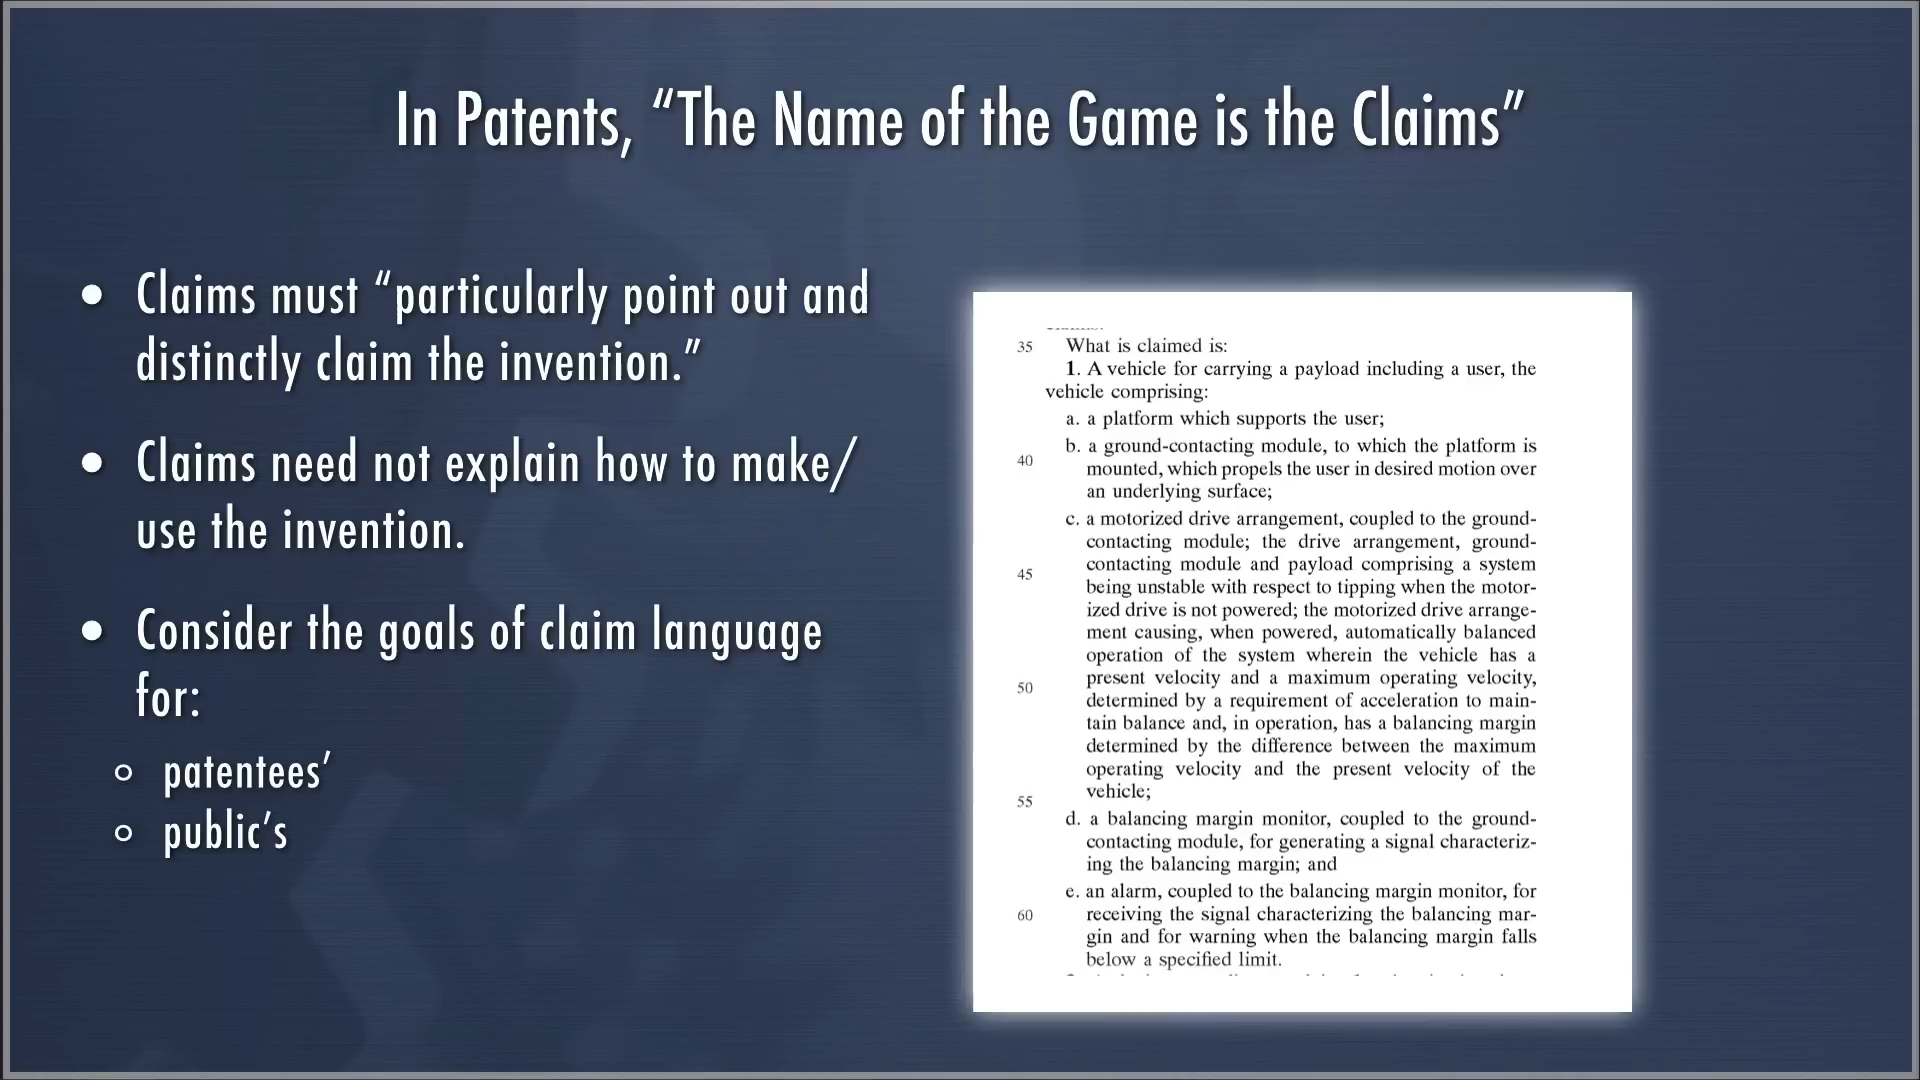 In Patents, “The Name of the Game is the Claims”
• Claims must “particularly point out and
distinctly claim the invention.”
• Claims need not explain how to make/
use the invention.
• Consider the goals of claim language
for:
○ patentees’
○ public’s
35 What is claimed is:
1. A vehicle for carrying a payload including a user, the
vehicle comprising:
a. a platform which supports the user;
b. a ground-contacting module, to which the platform is
40 mounted, which propels the user in desired motion over
an underlying surface;
c. a motorized drive arrangement, coupled to the ground-
contacting module; the drive arrangement, ground-
contacting module and payload comprising a system
45 being unstable with respect to tipping when the motor-
ized drive is not powered; the motorized drive arrange-
ment causing, when powered, automatically balanced
operation of the system wherein the vehicle has a
present velocity and a maximum operating velocity,
50 determined by a requirement of acceleration to main-
tain balance and, in operation, has a balancing margin
determined by the difference between the maximum
operating velocity and the present velocity of the
vehicle;
55 d. a balancing margin monitor, coupled to the ground-
contacting module, for generating a signal characteriz-
ing the balancing margin; and
e. an alarm, coupled to the balancing margin monitor, for
60 receiving the signal characterizing the balancing mar-
gin and for warning when the balancing margin falls
below a specified limit.